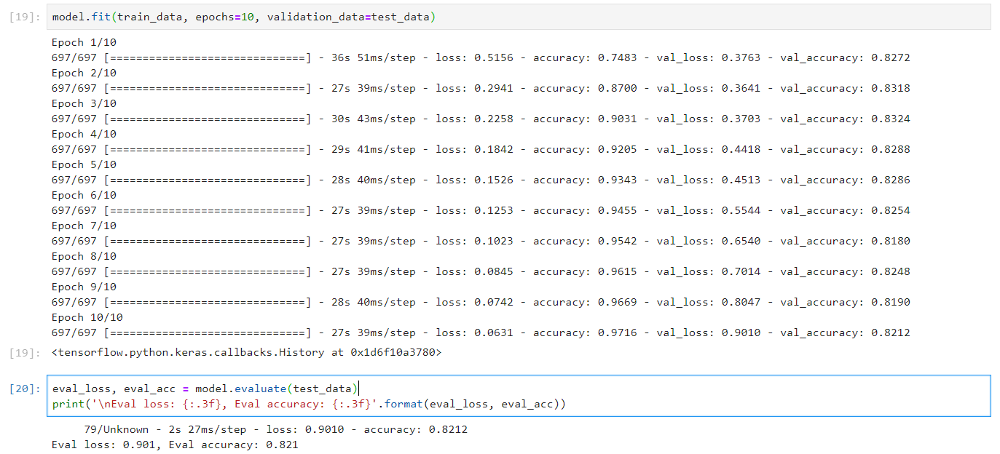 [19]: model.fit(train_data, epochs=10, validation_data=test_data)
Epoch 1/10
697/697 [==============================] - 36s 51ms/step - loss: 0.5156 - accuracy: 0.7483 - val_loss: 0.3763 - val_accuracy: 0.8272
Epoch 2/10
697/697 [==============================] - 27s 39ms/step - loss: 0.2941 - accuracy: 0.8700 - val_loss: 0.3641 - val_accuracy: 0.8318
Epoch 3/10
697/697 [==============================] - 30s 43ms/step - loss: 0.2258 - accuracy: 0.9031 - val_loss: 0.3703 - val_accuracy: 0.8324
Epoch 4/10
697/697 [==============================] - 29s 41ms/step - loss: 0.1842 - accuracy: 0.9205 - val_loss: 0.4418 - val_accuracy: 0.8288
Epoch 5/10
697/697 [==============================] - 28s 40ms/step - loss: 0.1526 - accuracy: 0.9343 - val_loss: 0.4513 - val_accuracy: 0.8286
Epoch 6/10
697/697 [==============================] - 27s 39ms/step - loss: 0.1253 - accuracy: 0.9455 - val_loss: 0.5544 - val_accuracy: 0.8254
Epoch 7/10
697/697 [==============================] - 27s 39ms/step - loss: 0.1023 - accuracy: 0.9542 - val_loss: 0.6540 - val_accuracy: 0.8180
Epoch 8/10
697/697 [==============================] - 27s 39ms/step - loss: 0.0845 - accuracy: 0.9615 - val_loss: 0.7014 - val_accuracy: 0.8248
Epoch 9/10
697/697 [==============================] - 28s 40ms/step - loss: 0.0742 - accuracy: 0.9669 - val_loss: 0.8047 - val_accuracy: 0.8190
Epoch 10/10
697/697 [==============================] - 27s 39ms/step - loss: 0.0631 - accuracy: 0.9716 - val_loss: 0.9010 - val_accuracy: 0.8212
[19]: <tensorflow.python.keras.callbacks.History at 0x1d6f10a3780>
[20]: eval_loss, eval_acc = model.evaluate(test_data)
print('\nEval loss: {:.3f}, Eval accuracy: {:.3f}'.format(eval_loss, eval_acc))
79/Unknown - 2s 27ms/step - loss: 0.9010 - accuracy: 0.8212
Eval loss: 0.901, Eval accuracy: 0.821